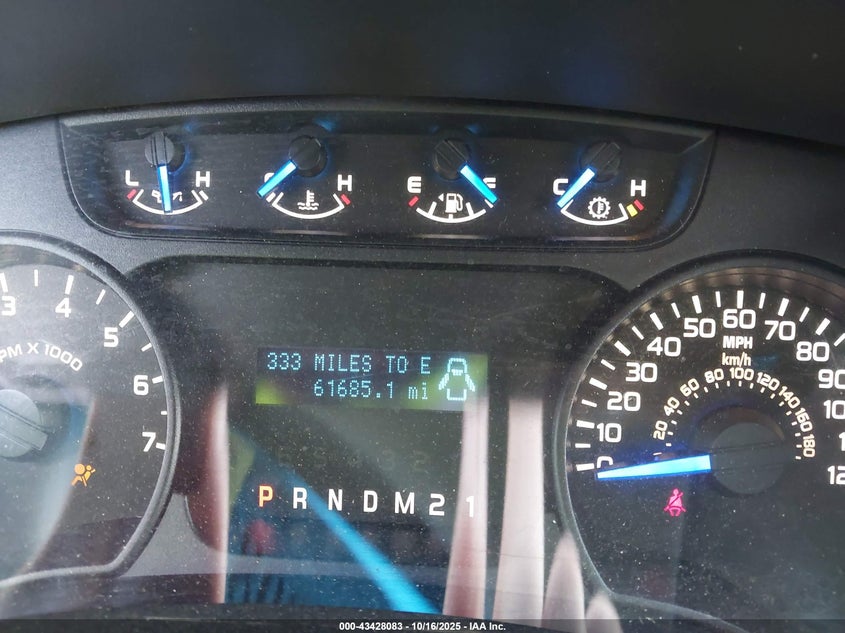 L H
C H
E F
C H
3 4 5 6 7
RPM X 1000
333 MILES TO E
61685.1 mi
P R N D M 2 1
0 10 20 30 40 50 60 70 80 90
MPH
km/h
20 40 60 80 100 120 140 160 180
000-43428083 - 10/16/2025 - IAA Inc.